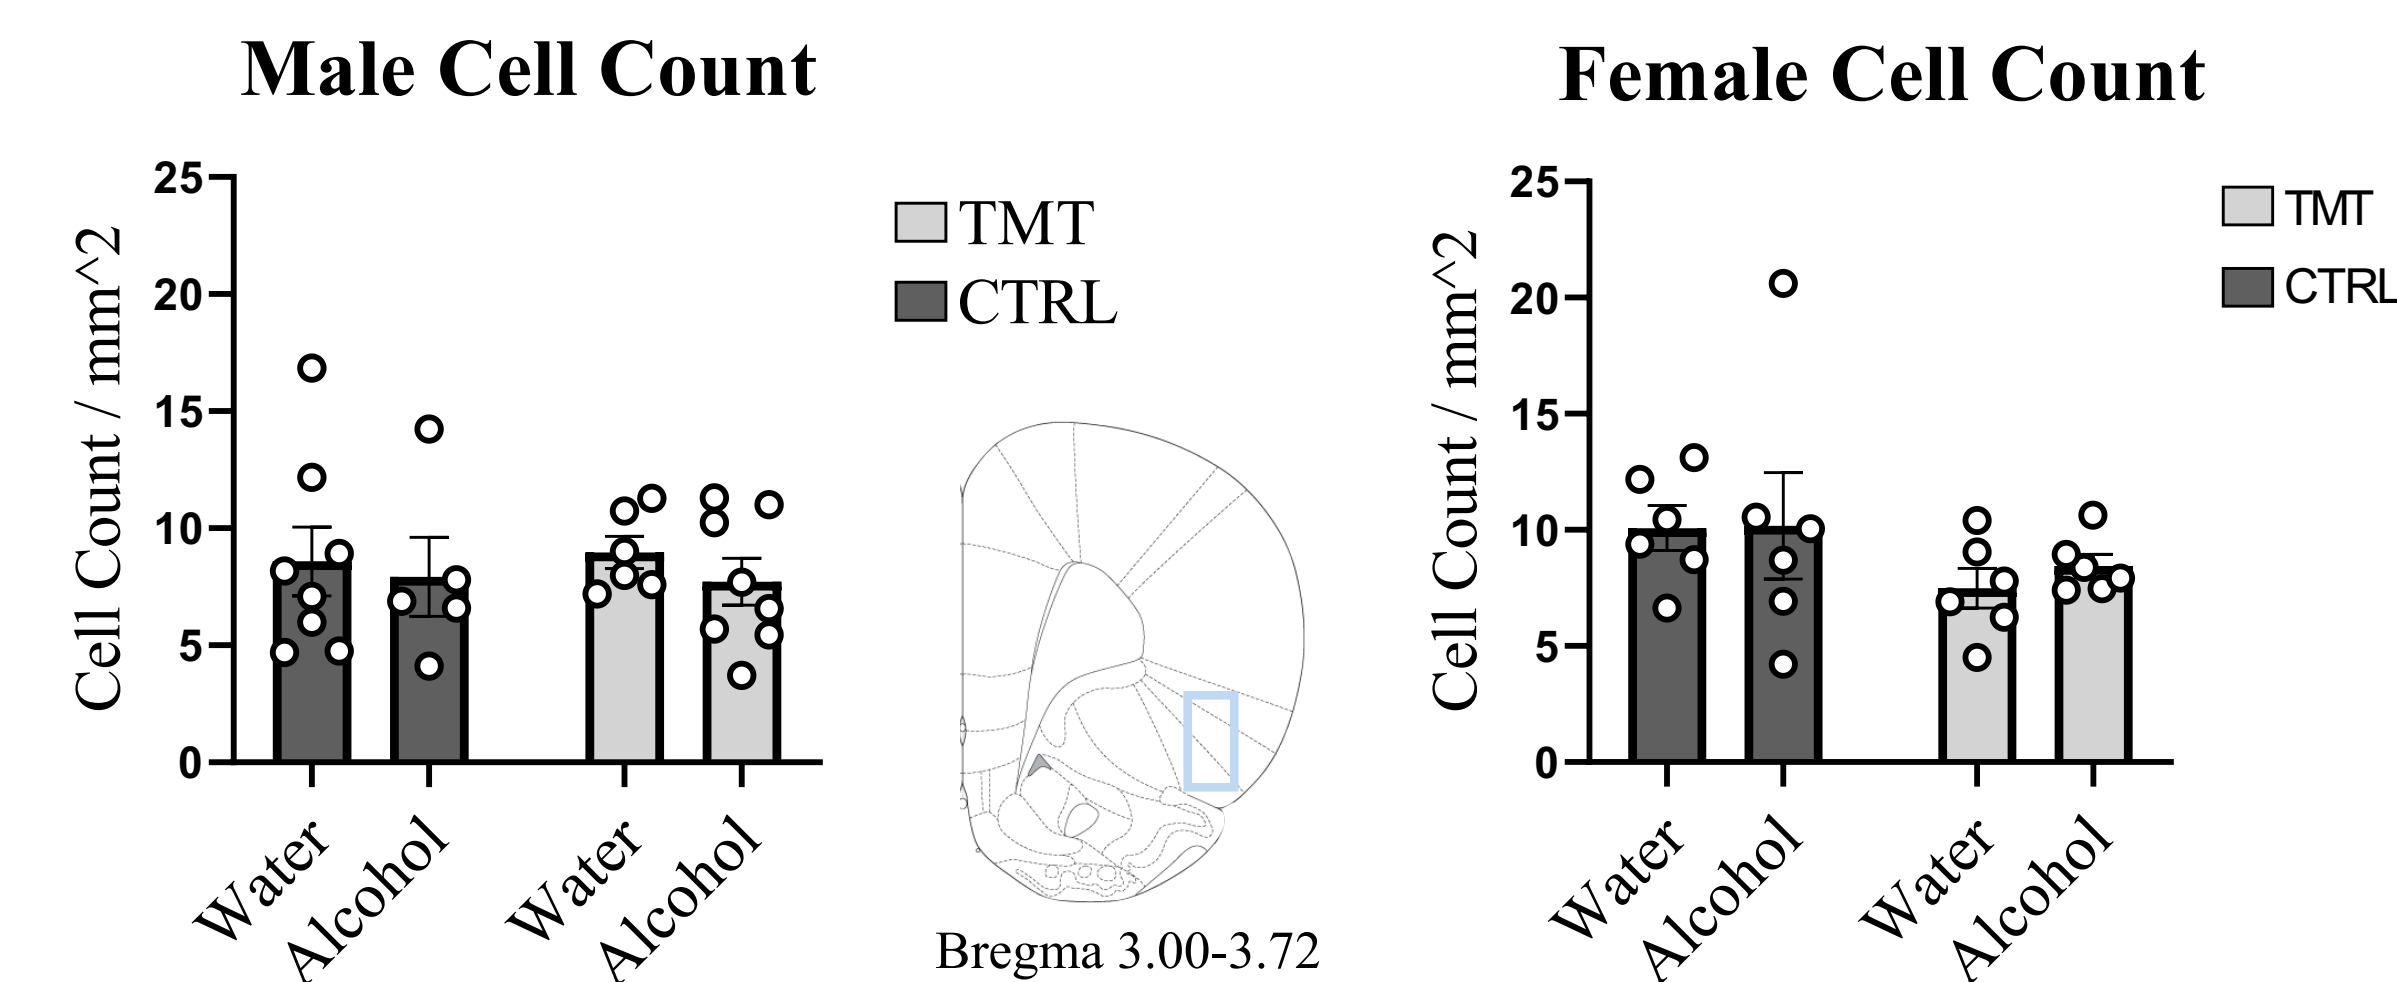 Male Cell Count
Cell Count / mm^2
25
20
15
10
5
0
Water
Alcohol
Water
Alcohol
TMT
CTRL
Bregma 3.00-3.72
Female Cell Count
Cell Count / mm^2
25
20
15
10
5
0
Water
Alcohol
Water
Alcohol
TMT
CTRL